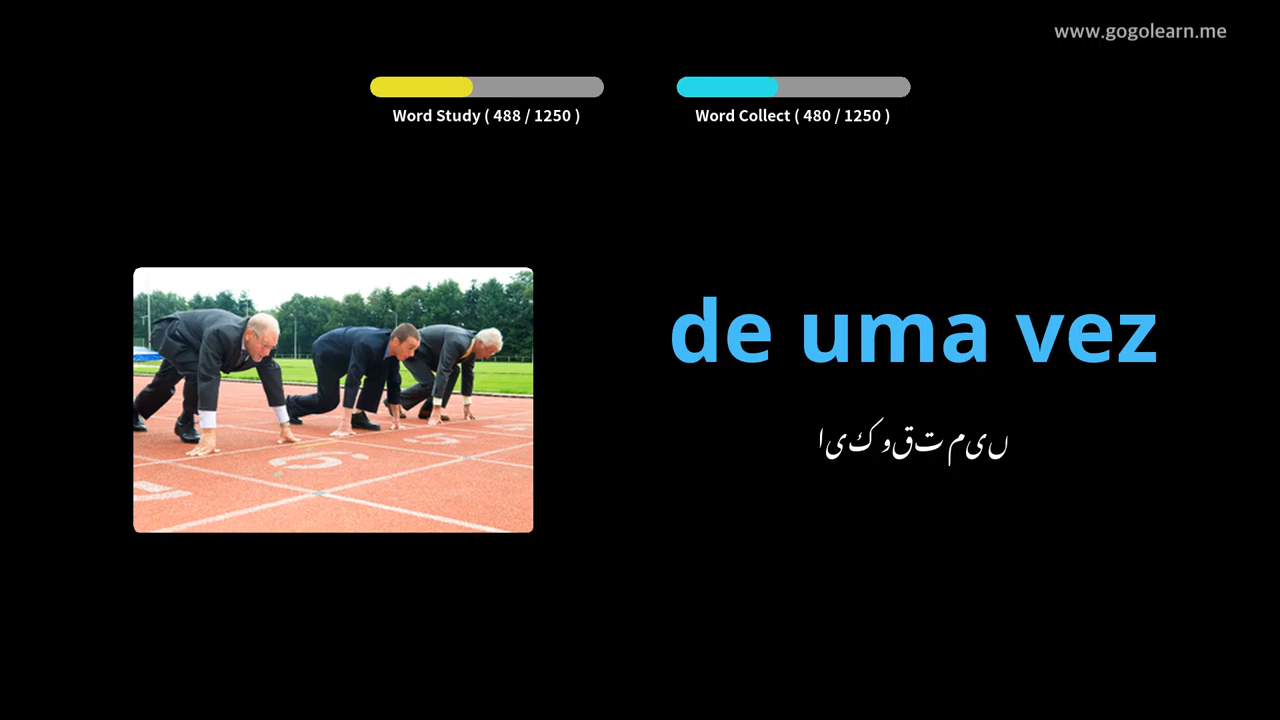 www.gogolearn.me
Word Study ( 488 / 1250 )
Word Collect ( 480 / 1250 )
de uma vez
ایک وقت میں